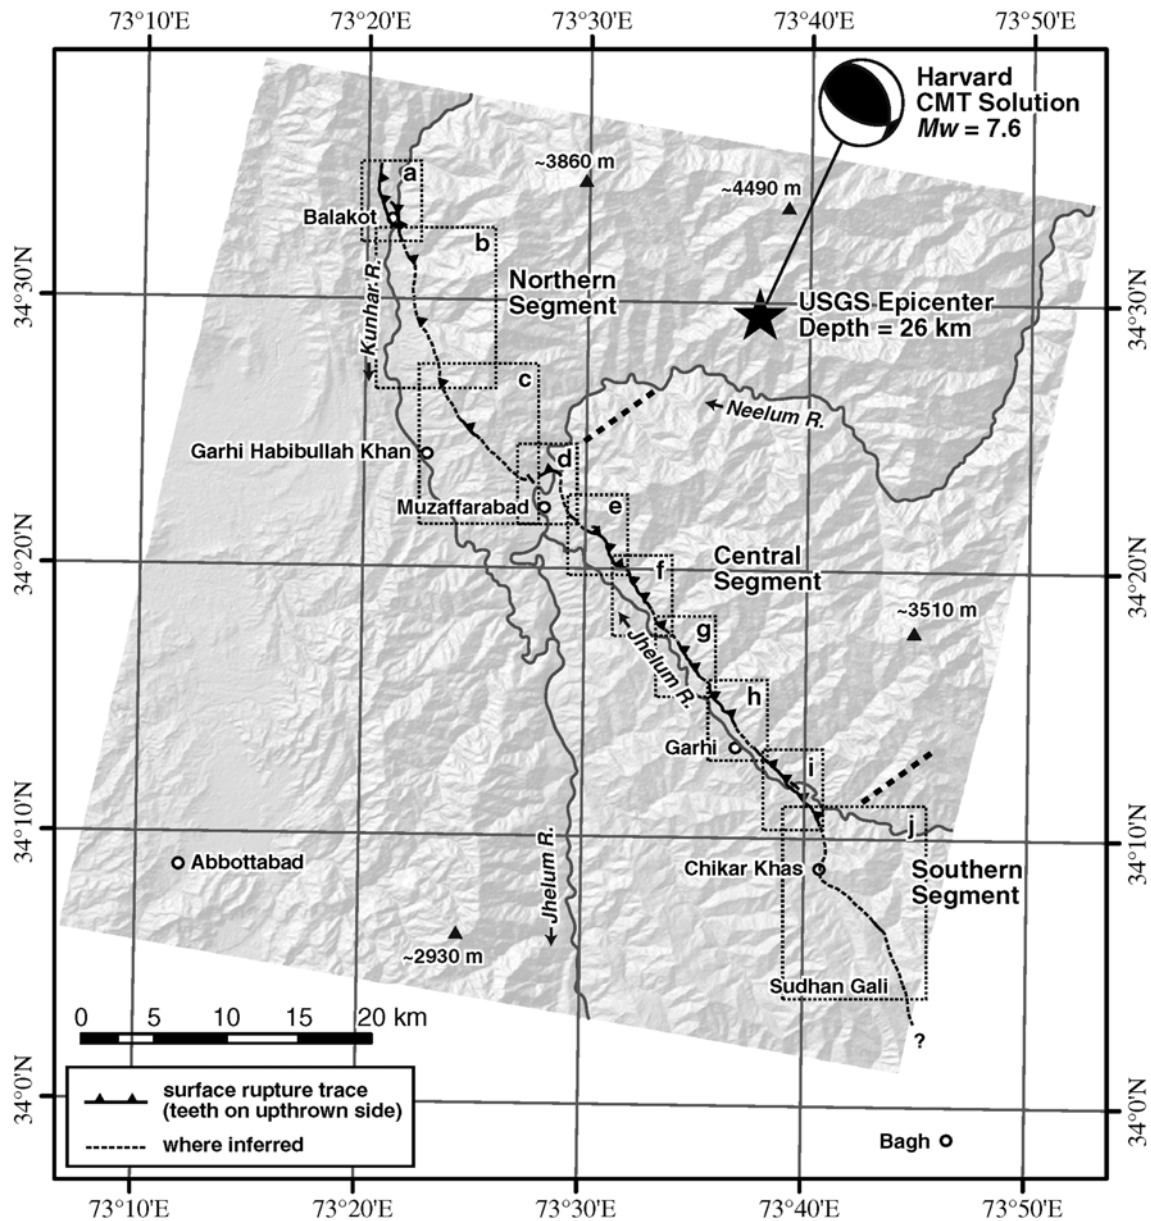 73°10'E
73°20'E
73°30'E
73°40'E
73°50'E
Harvard
CMT Solution
Mw = 7.6
~3860 m
~4490 m
a
Balakot
b
Northern
Segment
34°30'N
USGS Epicenter
Depth = 26 km
34°30'N
Kunhar R.
c
Neelum R.
Garhi Habibullah Khan
d
Muzaffarabad
e
Central
Segment
34°20'N
f
34°20'N
~3510 m
g
Jhelum R.
h
Garhi
i
34°10'N
j
34°10'N
Abbottabad
Chikar Khas
Southern
Segment
Jhelum R.
~2930 m
Sudhan Gali
0 5 10 15 20 km
?
surface rupture trace
(teeth on upthrown side)
where inferred
34°0'N
34°0'N
Bagh
73°10'E
73°20'E
73°30'E
73°40'E
73°50'E